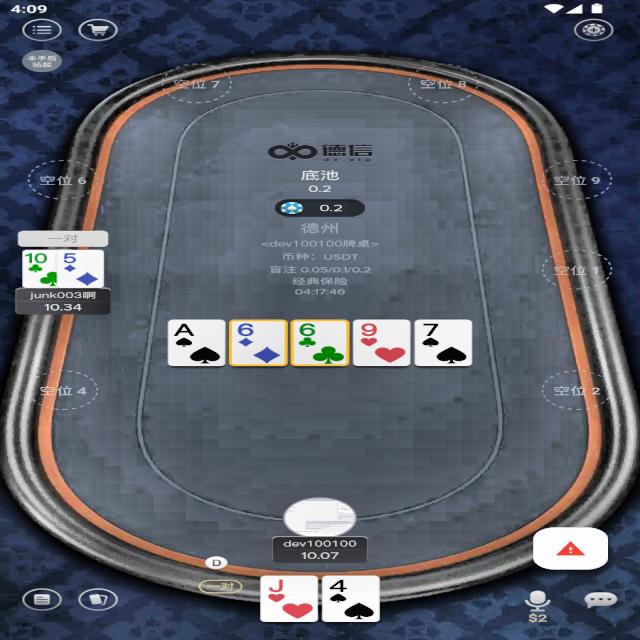 4:09
本手后
站起
空位 7
空位 8
德信
dx.vip
底池
0.2
0.2
空位 6
空位 9
德州
<dev100100牌桌>
币种： USDT
盲注 0.05/0.1/0.2
经典保险
04:17:46
一对
10 5
junk003啊
10.34
空位 1
A 6 6 9 7
空位 4
空位 2
dev100100
10.07
D
一对
J 4
$2